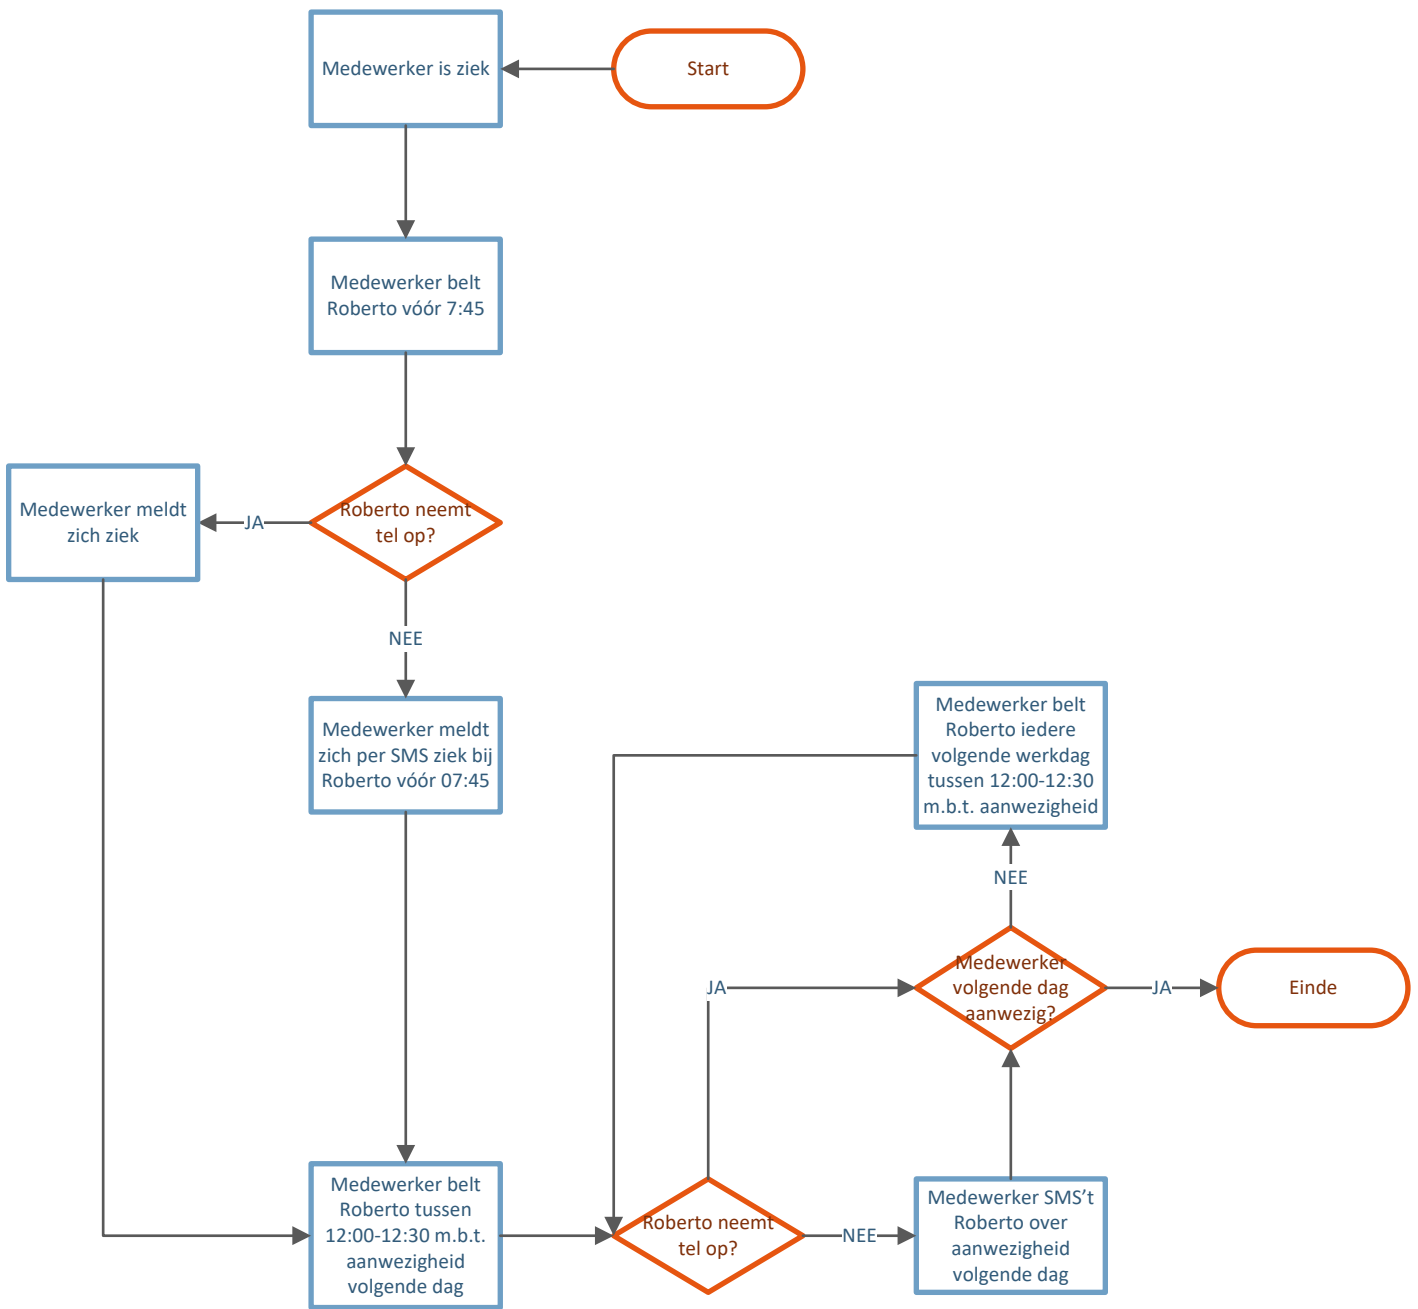 Medewerker is ziek
Start
Medewerker belt
Roberto vóór 7:45
Roberto neemt
tel op?
JA
Medewerker meldt
zich ziek
NEE
Medewerker meldt
zich per SMS ziek bij
Roberto vóór 07:45
Medewerker belt
Roberto tussen
12:00-12:30 m.b.t.
aanwezigheid
volgende dag
Roberto neemt
tel op?
JA
NEE
Medewerker SMS’t
Roberto over
aanwezigheid
volgende dag
Medewerker
volgende dag
aanwezig?
NEE
Medewerker belt
Roberto iedere
volgende werkdag
tussen 12:00-12:30
m.b.t. aanwezigheid
JA
Einde